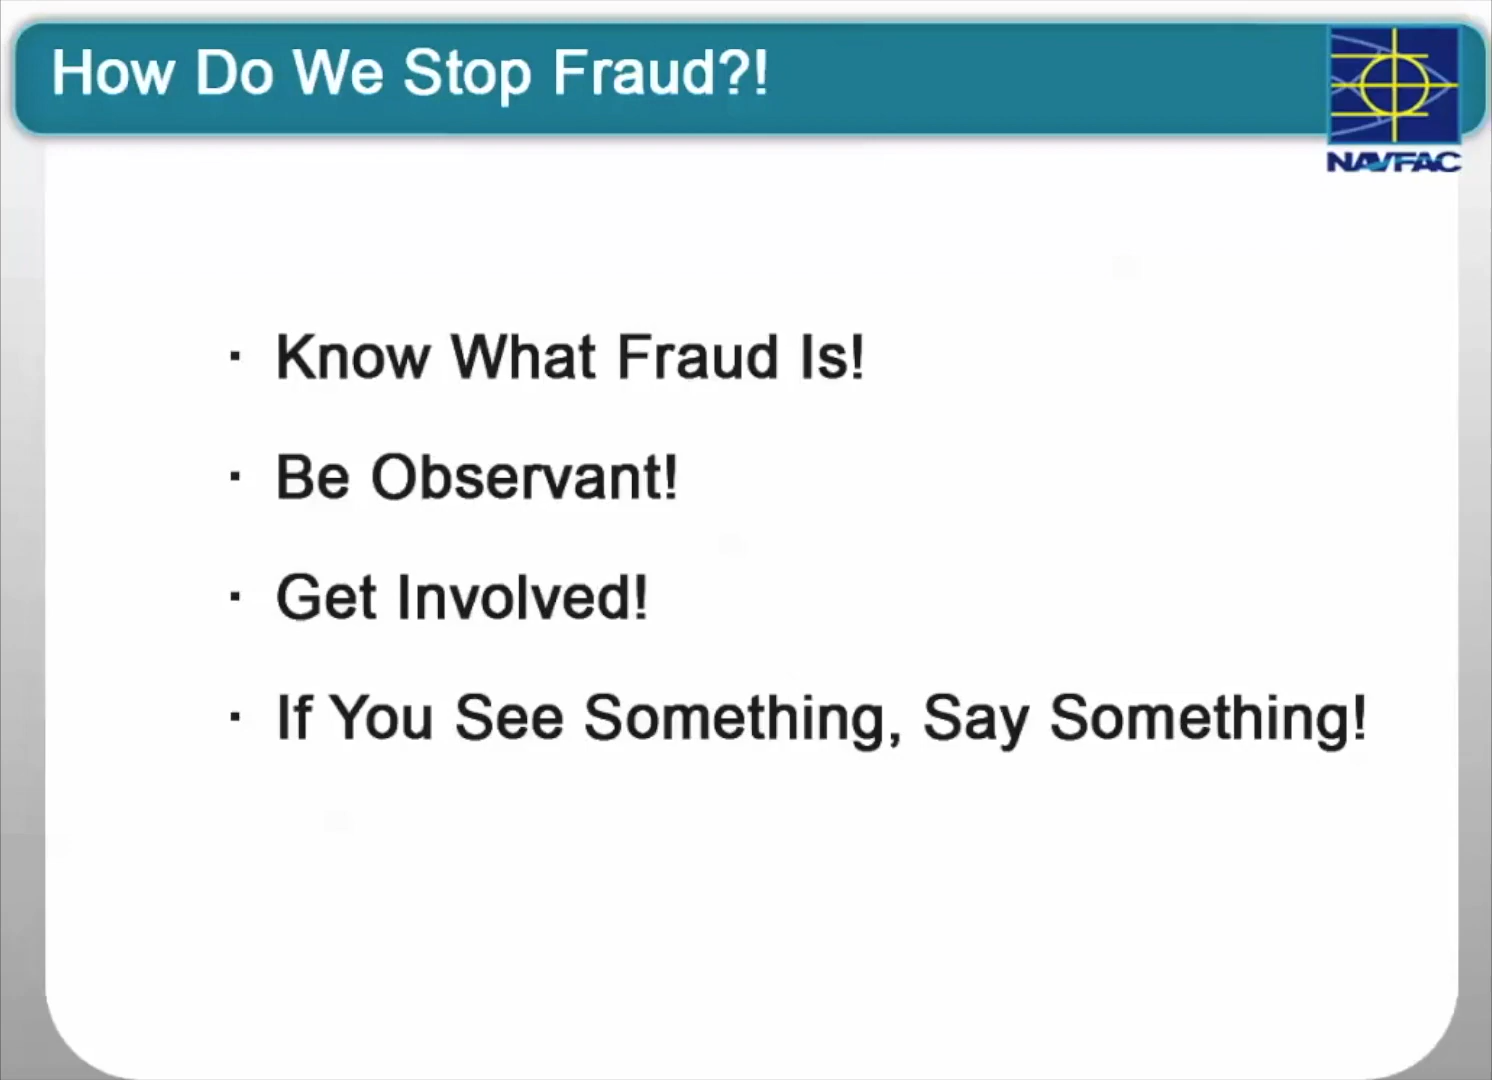 How Do We Stop Fraud?!
NAVFAC
· Know What Fraud Is!
· Be Observant!
· Get Involved!
· If You See Something, Say Something!